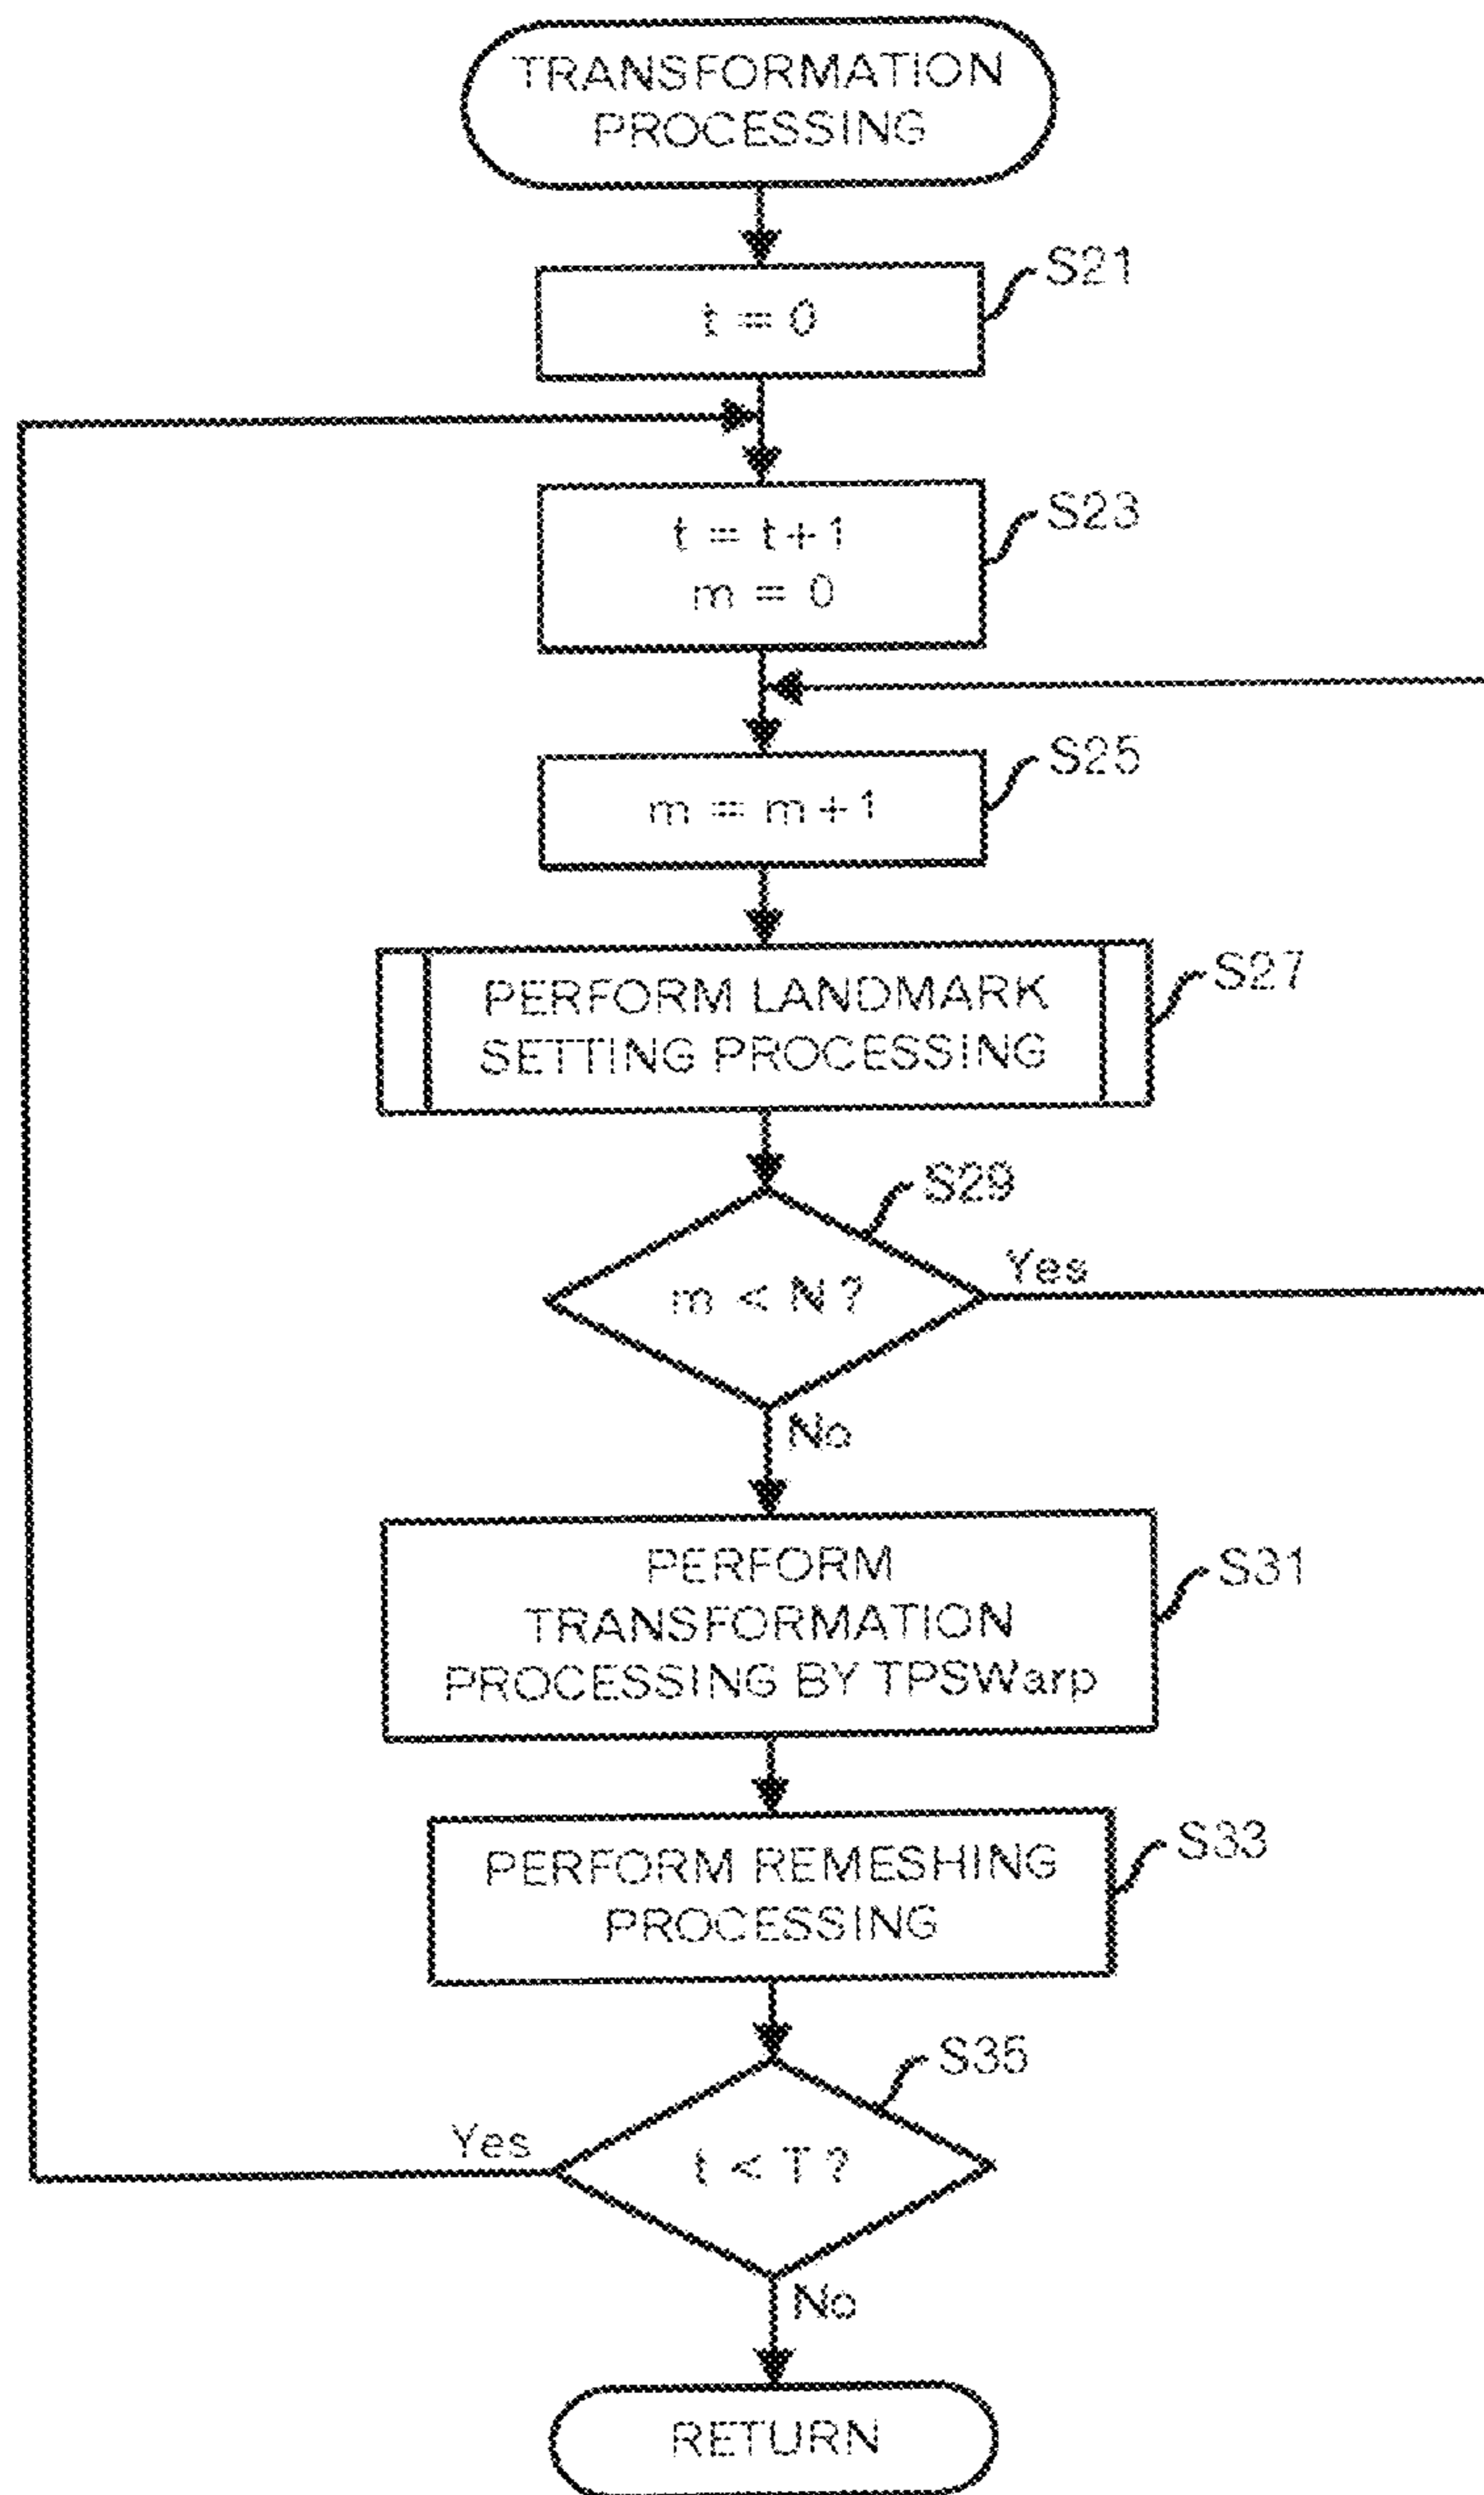 TRANSFORMATION
PROCESSING
S21
t = 0
S23
t = t+1
m = 0
S25
m = m+1
S27
PERFORM LANDMARK
SETTING PROCESSING
S29
m < N ?
Yes
No
S31
PERFORM
TRANSFORMATION
PROCESSING BY TPSWarp
S33
PERFORM REMESHING
PROCESSING
S35
Yes
t < T ?
No
RETURN